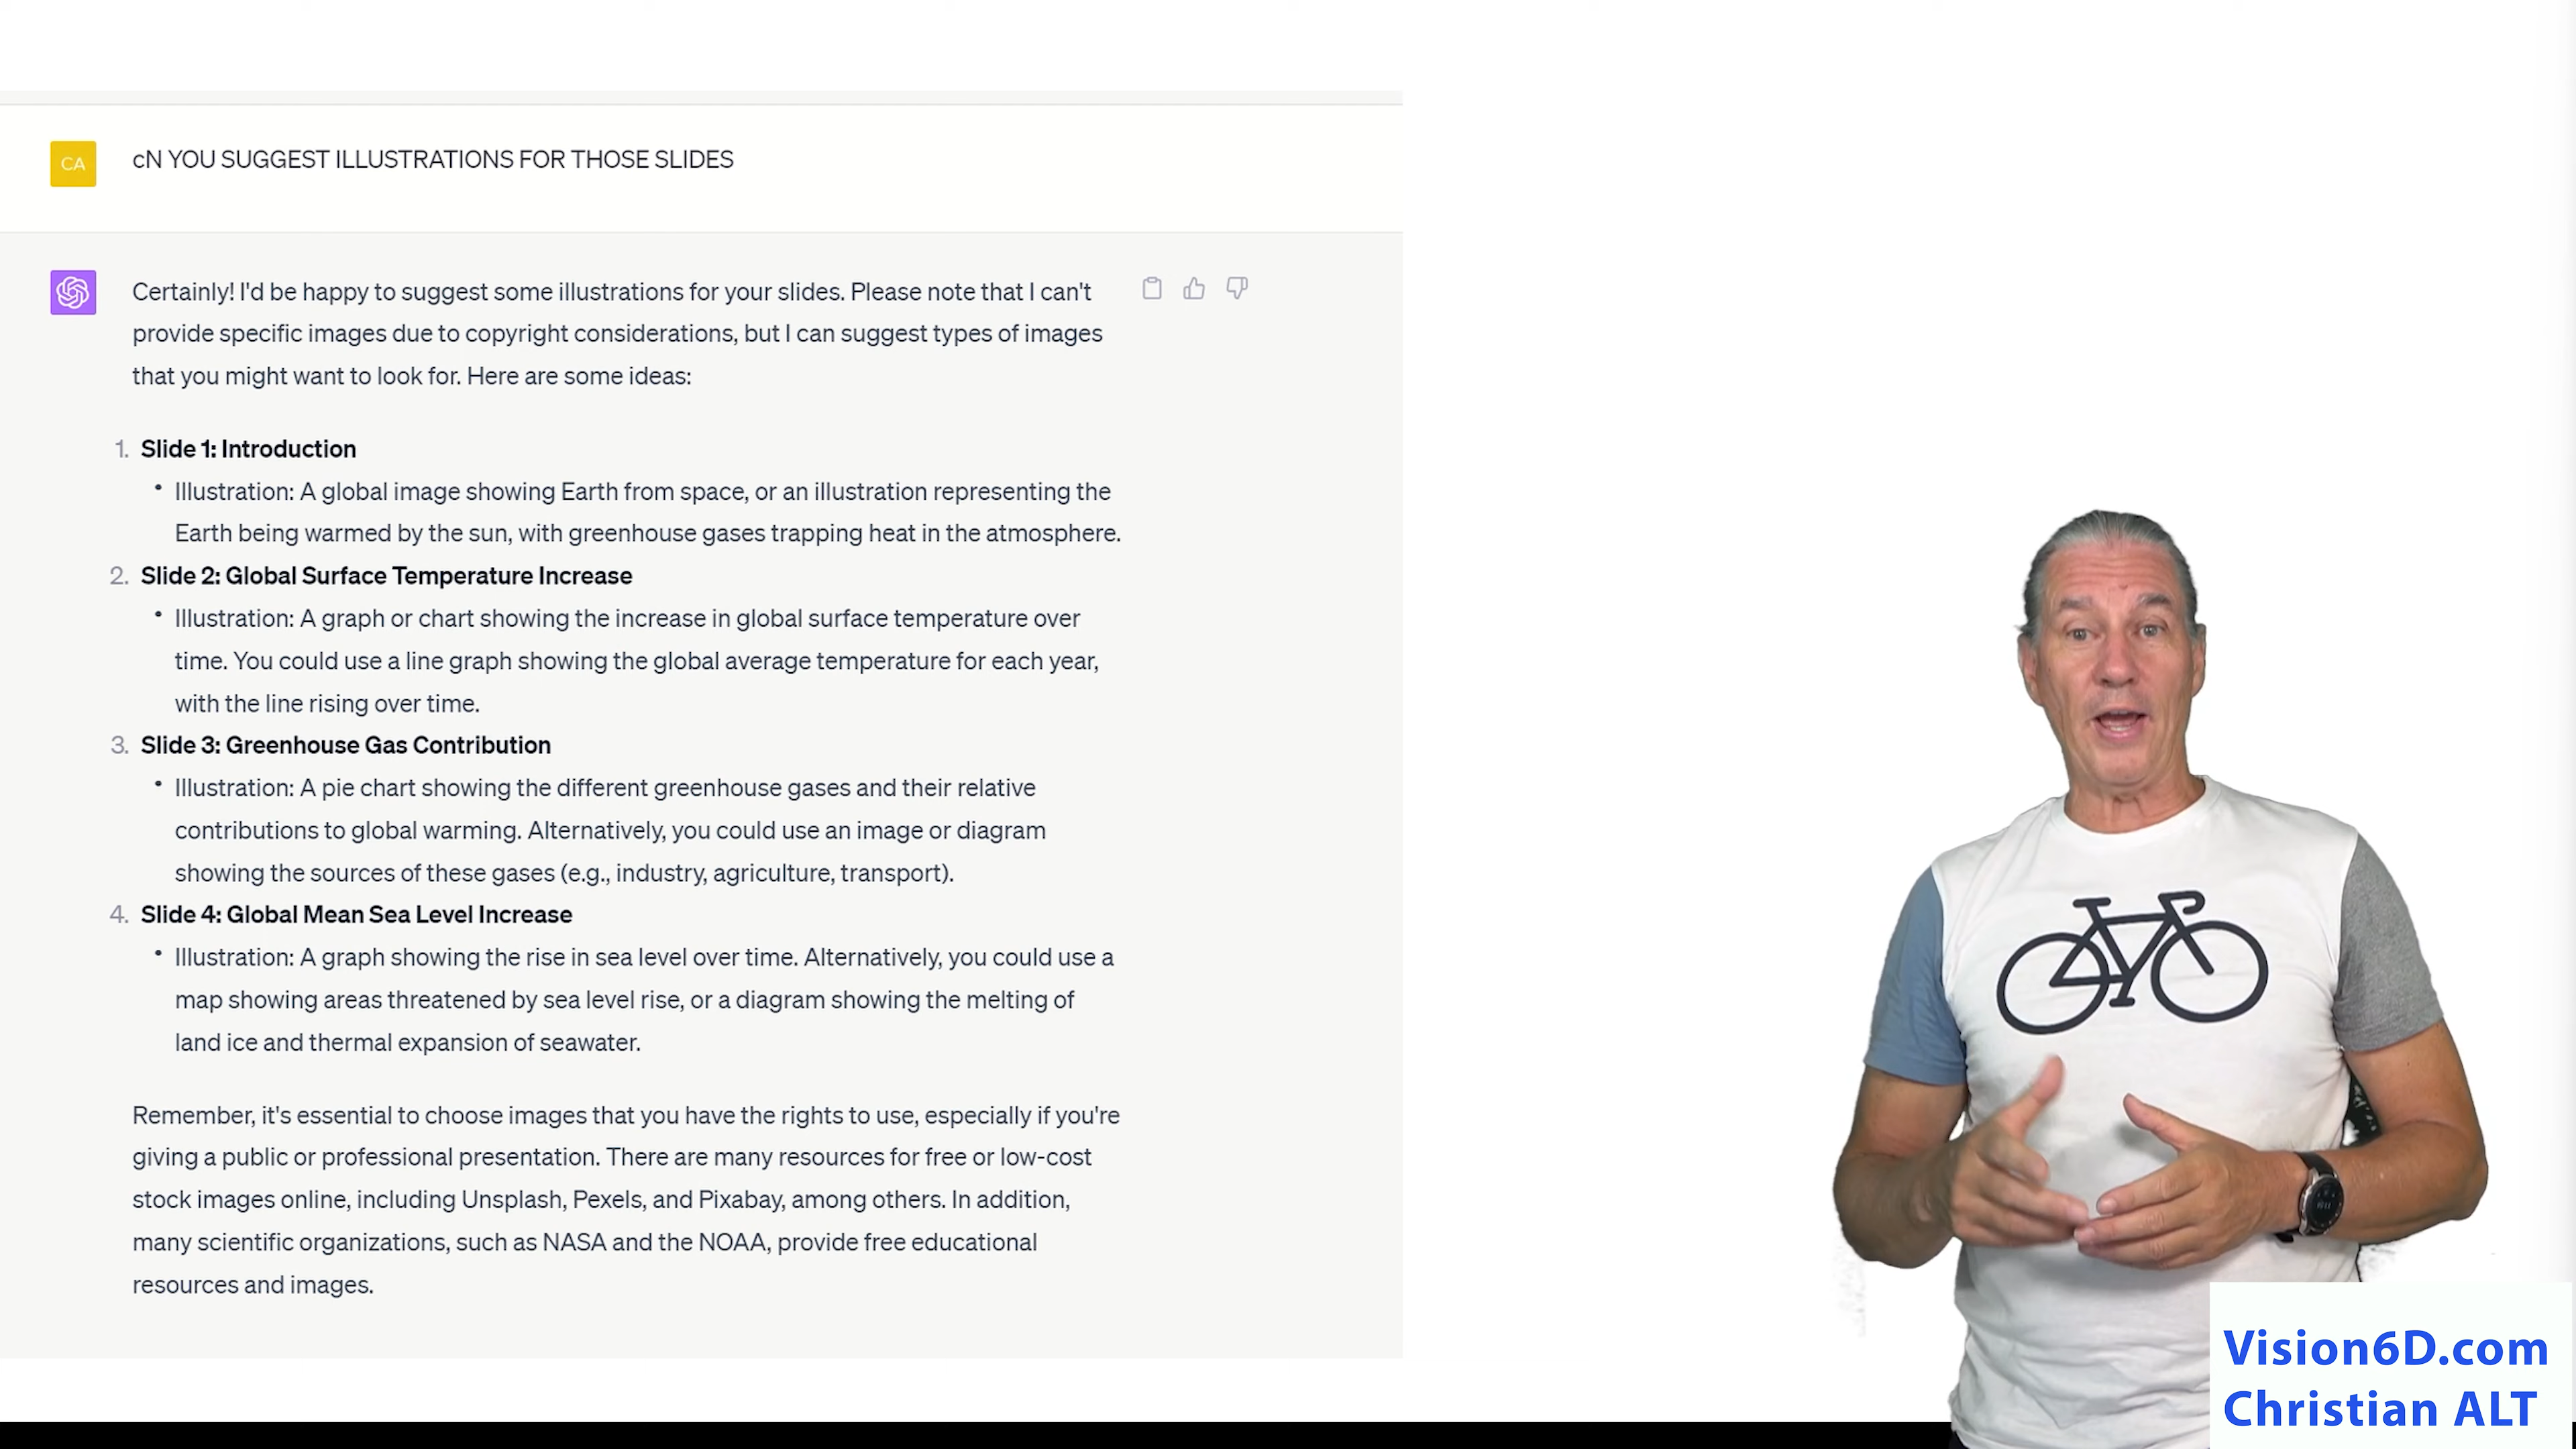 CA
cN YOU SUGGEST ILLUSTRATIONS FOR THOSE SLIDES
Certainly! I'd be happy to suggest some illustrations for your slides. Please note that I can't
provide specific images due to copyright considerations, but I can suggest types of images
that you might want to look for. Here are some ideas:
1. Slide 1: Introduction
• Illustration: A global image showing Earth from space, or an illustration representing the
Earth being warmed by the sun, with greenhouse gases trapping heat in the atmosphere.
2. Slide 2: Global Surface Temperature Increase
• Illustration: A graph or chart showing the increase in global surface temperature over
time. You could use a line graph showing the global average temperature for each year,
with the line rising over time.
3. Slide 3: Greenhouse Gas Contribution
• Illustration: A pie chart showing the different greenhouse gases and their relative
contributions to global warming. Alternatively, you could use an image or diagram
showing the sources of these gases (e.g., industry, agriculture, transport).
4. Slide 4: Global Mean Sea Level Increase
• Illustration: A graph showing the rise in sea level over time. Alternatively, you could use a
map showing areas threatened by sea level rise, or a diagram showing the melting of
land ice and thermal expansion of seawater.
Remember, it's essential to choose images that you have the rights to use, especially if you're
giving a public or professional presentation. There are many resources for free or low-cost
stock images online, including Unsplash, Pexels, and Pixabay, among others. In addition,
many scientific organizations, such as NASA and the NOAA, provide free educational
resources and images.
Vision6D.com
Christian ALT